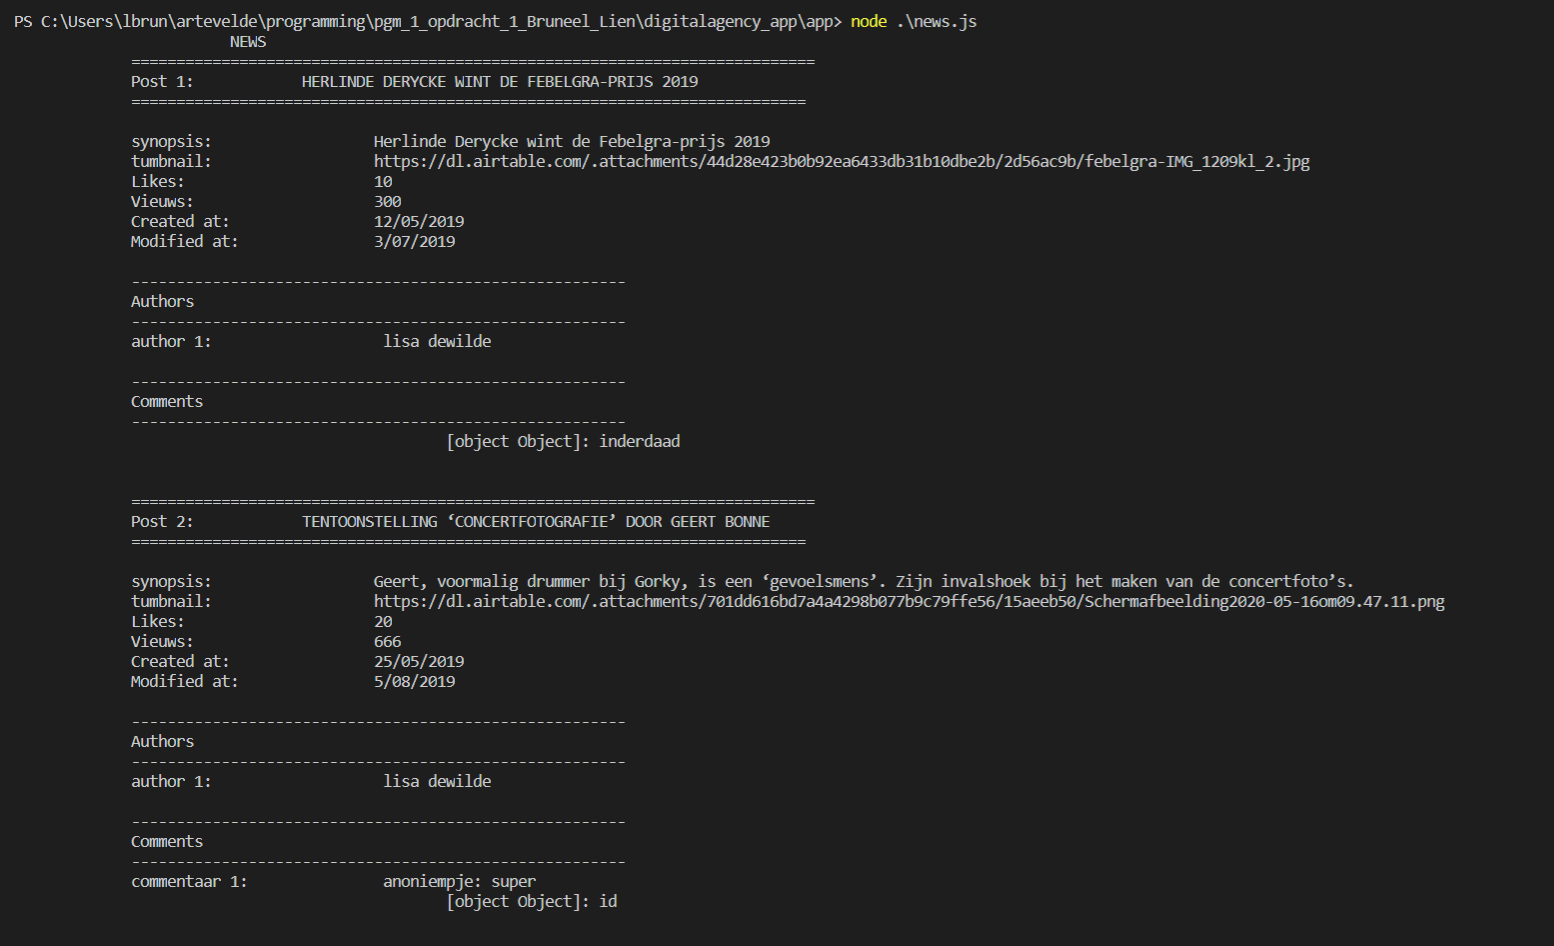 PS C:\Users\lbrun\artevelde\programming\pgm_1_opdracht_1_Bruneel_Lien\digitalagency_app\app> node .\news.js
NEWS
============================================================================
Post 1: HERLINDE DERYCKE WINT DE FEBELGRA-PRIJS 2019
===========================================================================
synopsis: Herlinde Derycke wint de Febelgra-prijs 2019
tumbnail: https://dl.airtable.com/.attachments/44d28e423b0b92ea6433db31b10dbe2b/2d56ac9b/febelgra-IMG_1209kl_2.jpg
Likes: 10
Vieuws: 300
Created at: 12/05/2019
Modified at: 3/07/2019
-------------------------------------------------------
Authors
-------------------------------------------------------
author 1: lisa dewilde
-------------------------------------------------------
Comments
-------------------------------------------------------
[object Object]: inderdaad
============================================================================
Post 2: TENTOONSTELLING ‘CONCERTFOTOGRAFIE’ DOOR GEERT BONNE
===========================================================================
synopsis: Geert, voormalig drummer bij Gorky, is een ‘gevoelsmens’. Zijn invalshoek bij het maken van de concertfoto’s.
tumbnail: https://dl.airtable.com/.attachments/701dd616bd7a4a4298b077b9c79ffe56/15aeeb50/Schermafbeelding2020-05-16om09.47.11.png
Likes: 20
Vieuws: 666
Created at: 25/05/2019
Modified at: 5/08/2019
-------------------------------------------------------
Authors
-------------------------------------------------------
author 1: lisa dewilde
-------------------------------------------------------
Comments
-------------------------------------------------------
commentaar 1: anoniempje: super
[object Object]: id